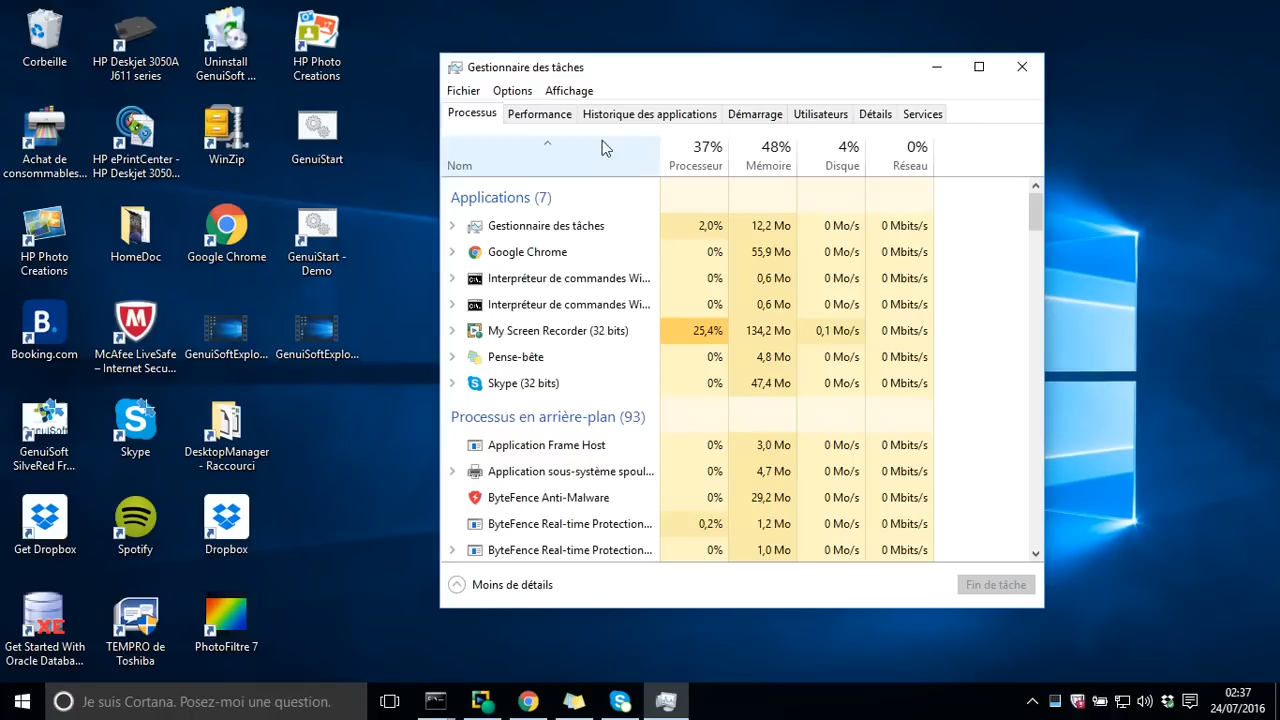 Corbeille
HP Deskjet 3050A
J611 series
Uninstall
GenuiSoft ...
HP Photo
Creations
Achat de
consommables...
HP ePrintCenter -
HP Deskjet 3050...
WinZip
GenuiStart
HP Photo
Creations
HomeDoc
Google Chrome
GenuiStart -
Demo
B.
Booking.com
McAfee LiveSafe
– Internet Secu...
GenuiSoftExplo...
GenuiSoftExplo...
GenuiSoft
GenuiSoft
SilveRed Fr...
Skype
DesktopManager
- Raccourci
Get Dropbox
Spotify
Dropbox
XE
Get Started With
Oracle Databa...
TEMPRO de
Toshiba
PhotoFiltre 7
Gestionnaire des tâches
Fichier Options Affichage
Processus Performance Historique des applications Démarrage Utilisateurs Détails Services
37% 48% 4% 0%
Nom Processeur Mémoire Disque Réseau
Applications (7)
Gestionnaire des tâches 2,0% 12,2 Mo 0 Mo/s 0 Mbits/s
Google Chrome 0% 55,9 Mo 0 Mo/s 0 Mbits/s
Interpréteur de commandes Wi... 0% 0,6 Mo 0 Mo/s 0 Mbits/s
Interpréteur de commandes Wi... 0% 0,6 Mo 0 Mo/s 0 Mbits/s
My Screen Recorder (32 bits) 25,4% 134,2 Mo 0,1 Mo/s 0 Mbits/s
Pense-bête 0% 4,8 Mo 0 Mo/s 0 Mbits/s
Skype (32 bits) 0% 47,4 Mo 0 Mo/s 0 Mbits/s
Processus en arrière-plan (93)
Application Frame Host 0% 3,0 Mo 0 Mo/s 0 Mbits/s
Application sous-système spoul... 0% 4,7 Mo 0 Mo/s 0 Mbits/s
ByteFence Anti-Malware 0% 29,2 Mo 0 Mo/s 0 Mbits/s
ByteFence Real-time Protection... 0,2% 1,2 Mo 0 Mo/s 0 Mbits/s
ByteFence Real-time Protection... 0% 1,0 Mo 0 Mo/s 0 Mbits/s
Moins de détails Fin de tâche
Je suis Cortana. Posez-moi une question.
02:37
24/07/2016